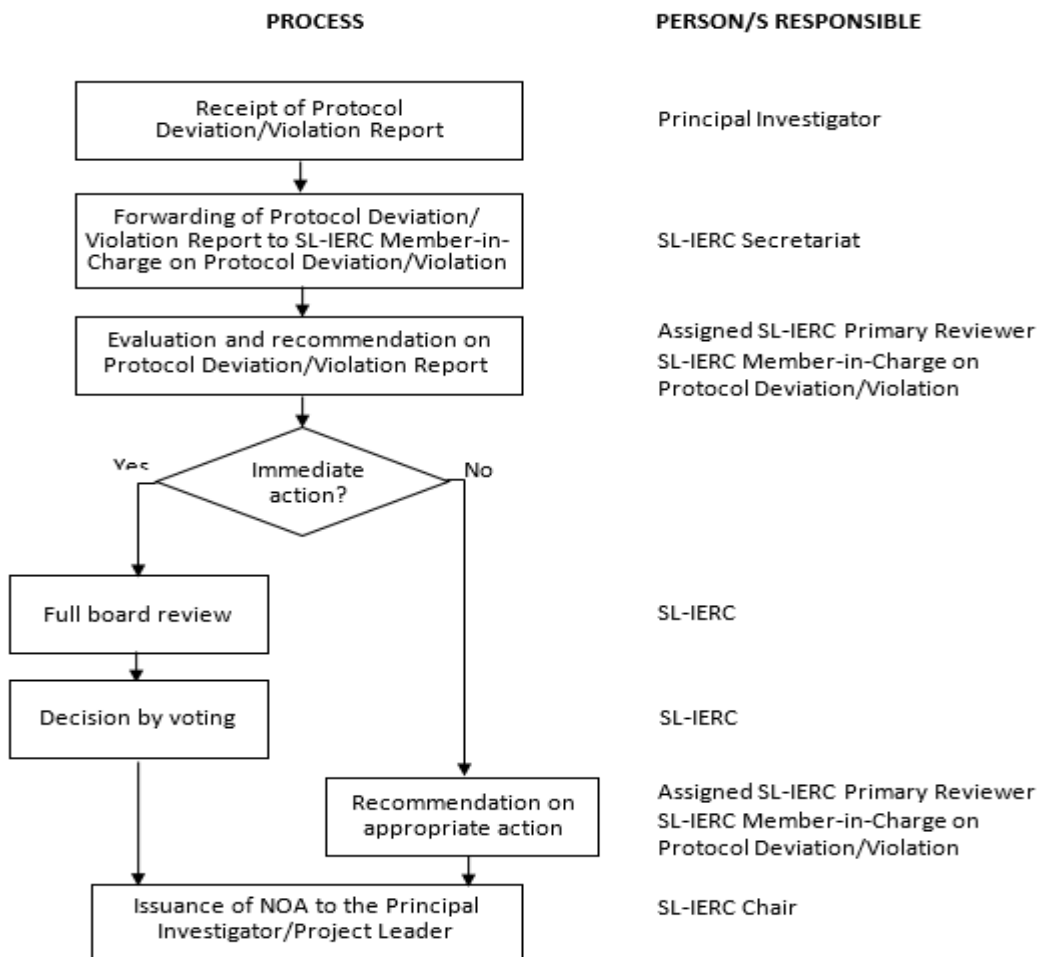 PROCESS
PERSON/S RESPONSIBLE
Receipt of Protocol
Deviation/Violation Report
Principal Investigator
Forwarding of Protocol Deviation/
Violation Report to SL-IERC Member-in-
Charge on Protocol Deviation/Violation
SL-IERC Secretariat
Evaluation and recommendation on
Protocol Deviation/Violation Report
Assigned SL-IERC Primary Reviewer
SL-IERC Member-in-Charge on
Protocol Deviation/Violation
Immediate
action?
Yes
No
Full board review
SL-IERC
Decision by voting
SL-IERC
Recommendation on
appropriate action
Assigned SL-IERC Primary Reviewer
SL-IERC Member-in-Charge on
Protocol Deviation/Violation
Issuance of NOA to the Principal
Investigator/Project Leader
SL-IERC Chair